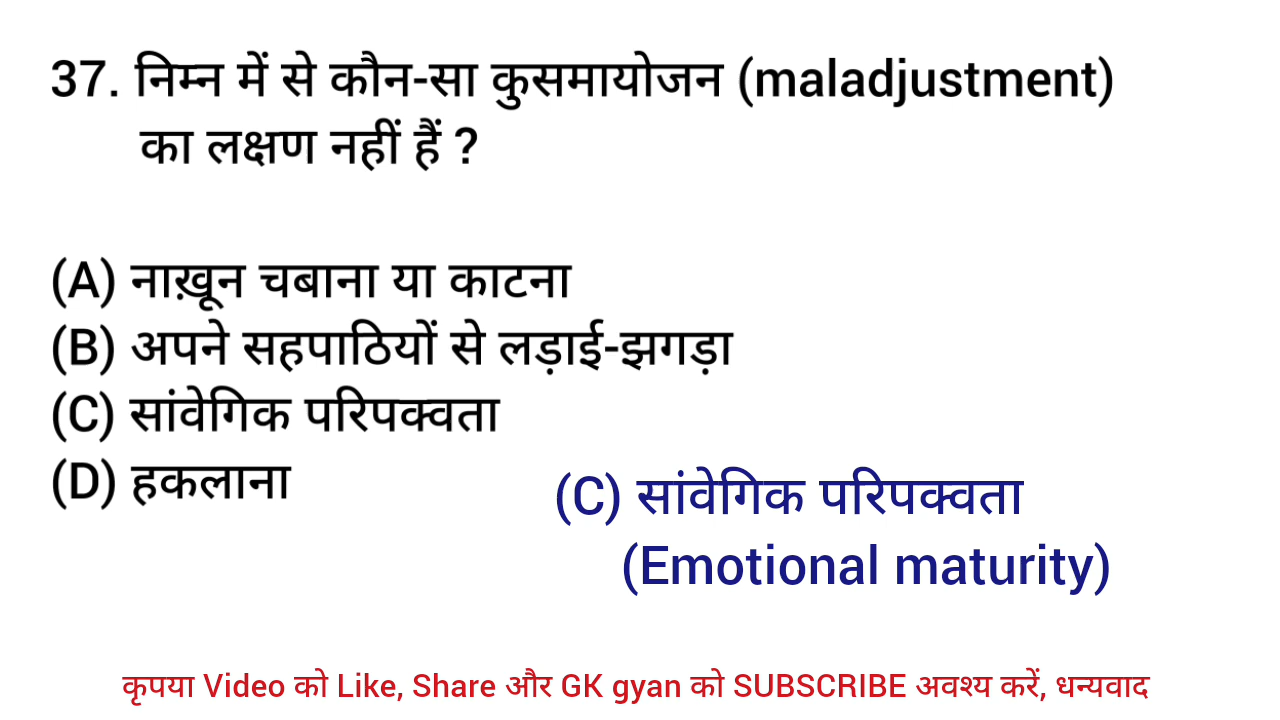 37. निम्न में से कौन-सा कुसमायोजन (maladjustment)
का लक्षण नहीं हैं ?
(A) नाख़ून चबाना या काटना
(B) अपने सहपाठियों से लड़ाई-झगड़ा
(C) सांवेगिक परिपक्वता
(D) हकलाना
(C) सांवेगिक परिपक्वता
(Emotional maturity)
कृपया Video को Like, Share और GK gyan को SUBSCRIBE अवश्य करें, धन्यवाद